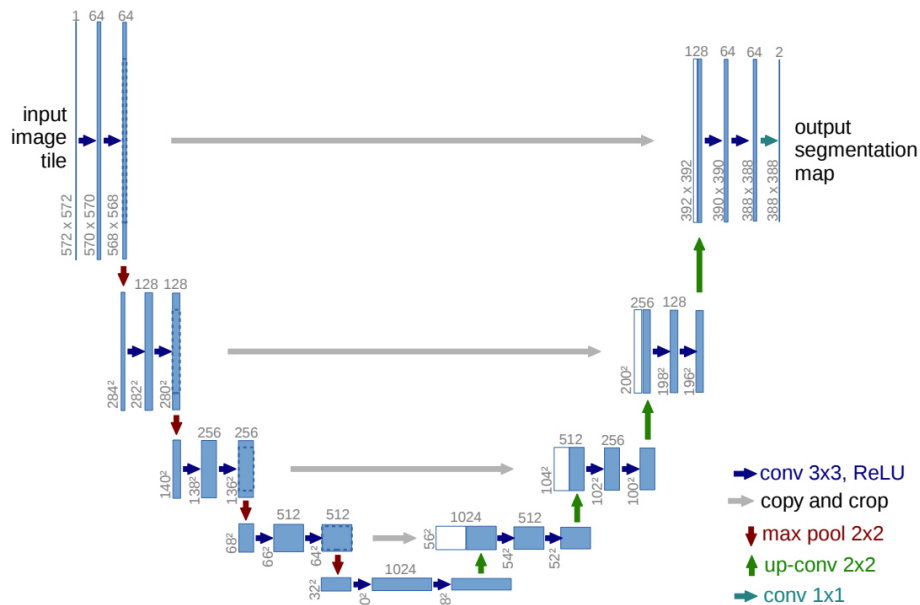 1 64 64
input
image
tile
572 x 572
570 x 570
568 x 568
128 64 64 2
output
segmentation
map
392 x 392
390 x 390
388 x 388
388 x 388
128 128
284²
282²
280²
256 128
200²
198²
196²
256 256
140²
138²
136²
512 256
104²
102²
100²
512 512
68²
66²
64²
1024 512
56²
54²
52²
1024
32²
0²
8²
conv 3x3, ReLU
copy and crop
max pool 2x2
up-conv 2x2
conv 1x1